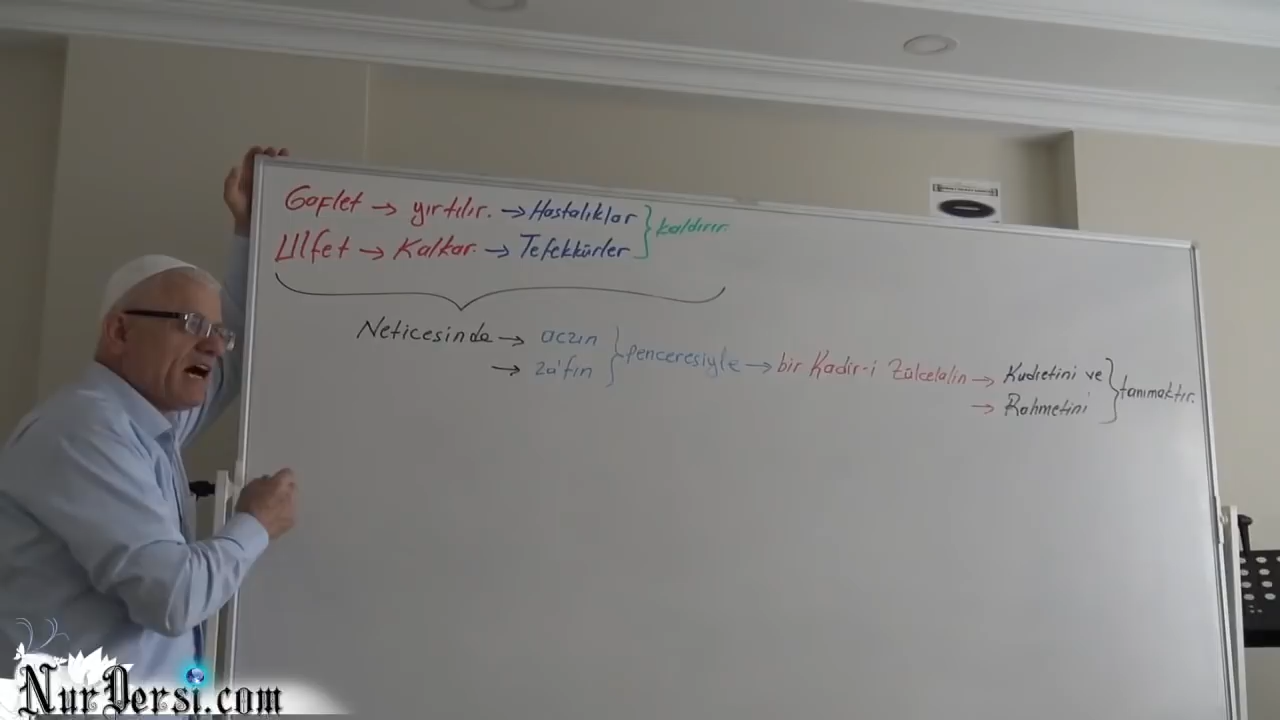 Gaflet → yırtılır. → Hastalıklar } kaldırır.
Ülfet → Kalkar. → Tefekkürler
Neticesinde → aczin } penceresiyle → bir Kadir-i Zülcelalin → Kudretini ve } tanımaktır.
→ za'fın → Rahmetini
NurDersi.com